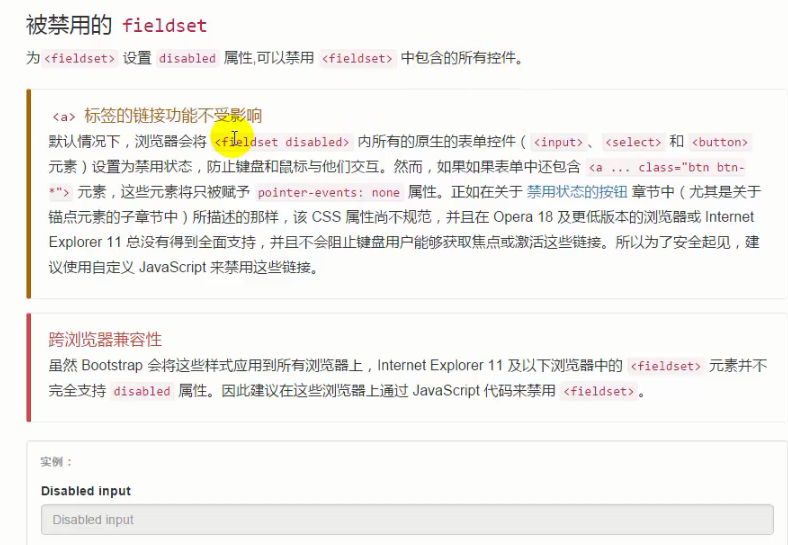 被禁用的 fieldset
为 <fieldset> 设置 disabled 属性,可以禁用 <fieldset> 中包含的所有控件。
<a> 标签的链接功能不受影响
默认情况下，浏览器会将 <fieldset disabled> 内所有的原生的表单控件（<input>、<select> 和 <button>
元素）设置为禁用状态，防止键盘和鼠标与他们交互。然而，如果如果表单中还包含 <a ... class="btn btn-
*"> 元素，这些元素将只被赋予 pointer-events: none 属性。正如在关于 禁用状态的按钮 章节中（尤其是关于
锚点元素的子章节中）所描述的那样，该 CSS 属性尚不规范，并且在 Opera 18 及更低版本的浏览器或 Internet
Explorer 11 总没有得到全面支持，并且不会阻止键盘用户能够获取焦点或激活这些链接。所以为了安全起见，建
议使用自定义 JavaScript 来禁用这些链接。
跨浏览器兼容性
虽然 Bootstrap 会将这些样式应用到所有浏览器上，Internet Explorer 11 及以下浏览器中的 <fieldset> 元素并不
完全支持 disabled 属性。因此建议在这些浏览器上通过 JavaScript 代码来禁用 <fieldset>。
实例：
Disabled input
Disabled input